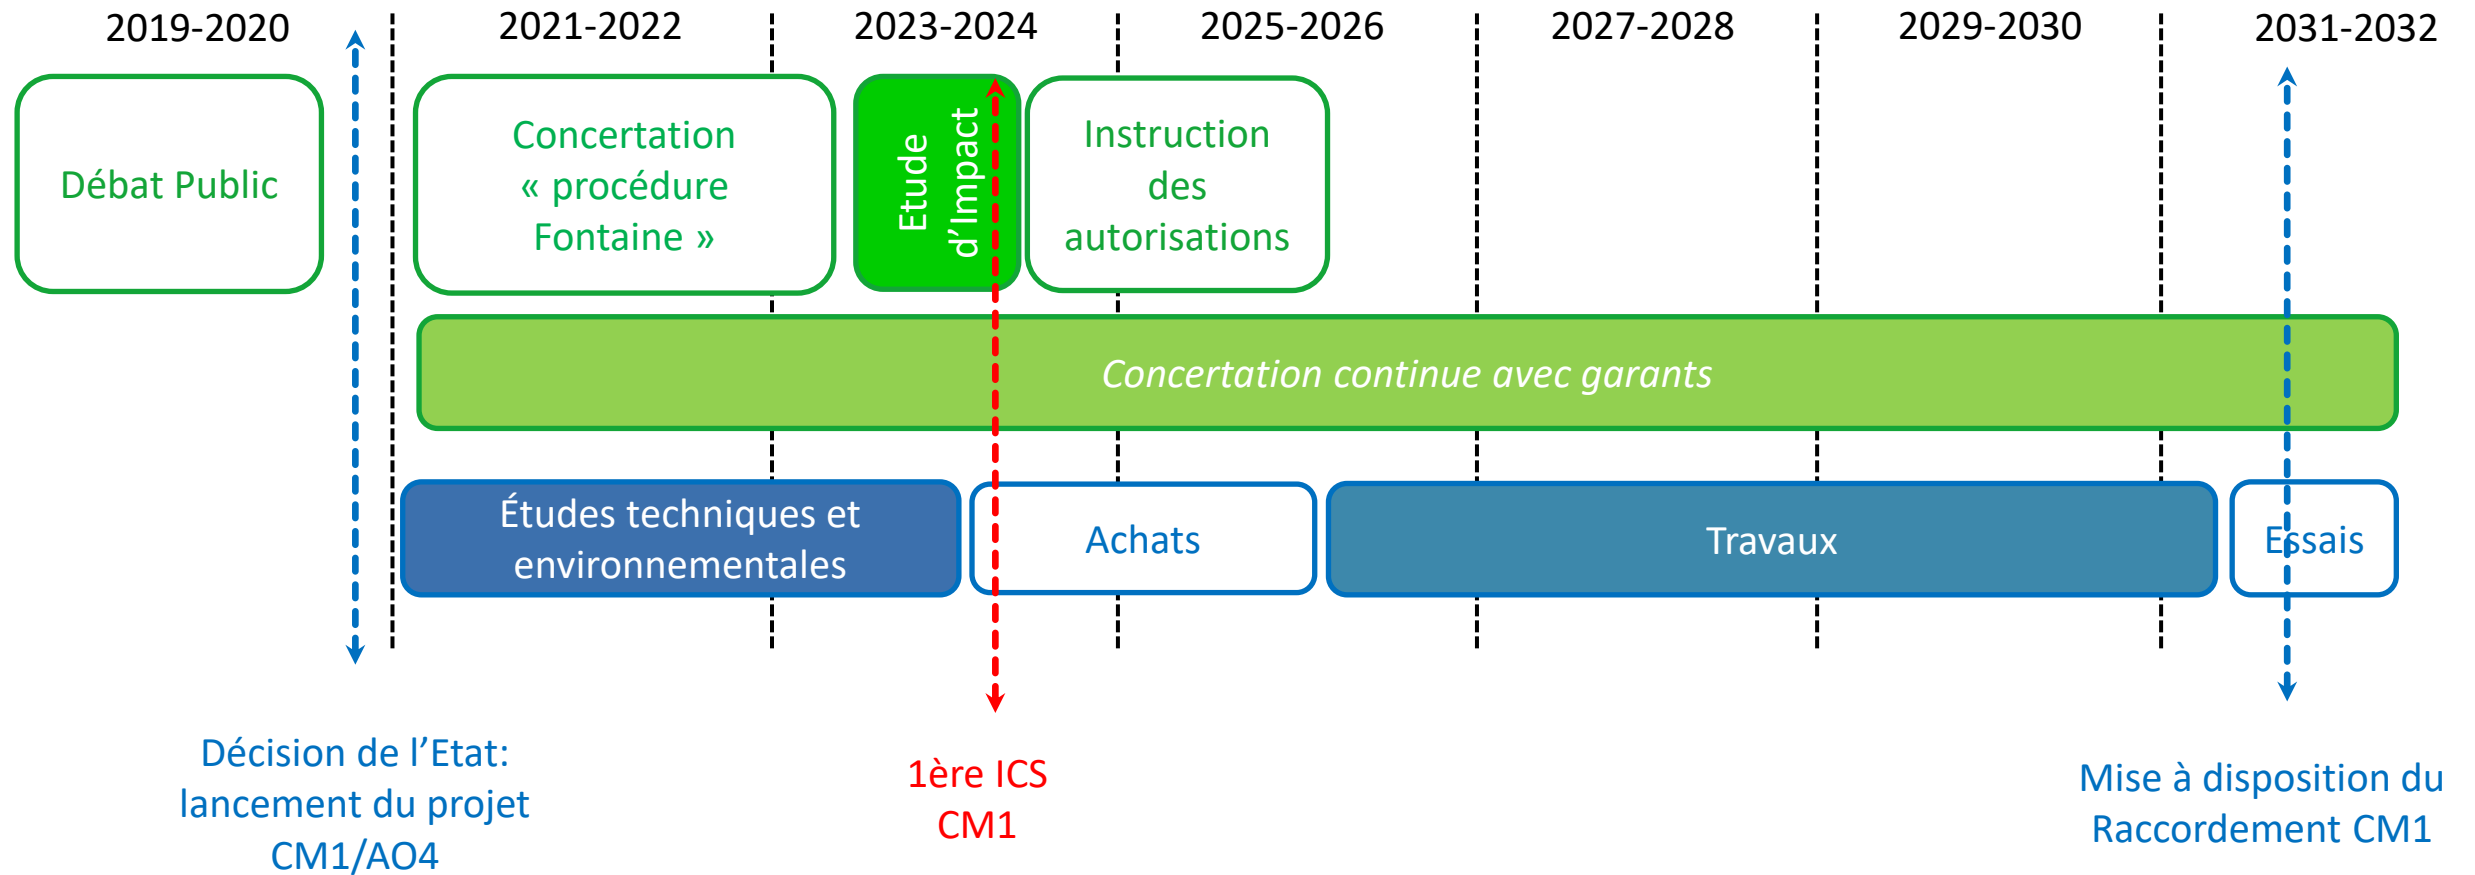 2019-2020
2021-2022
2023-2024
2025-2026
2027-2028
2029-2030
2031-2032
Débat Public
Concertation
« procédure
Fontaine »
Etude
d’Impact
Instruction
des
autorisations
Concertation continue avec garants
Études techniques et
environnementales
Achats
Travaux
Essais
Décision de l’Etat:
lancement du projet
CM1/AO4
1ère ICS
CM1
Mise à disposition du
Raccordement CM1